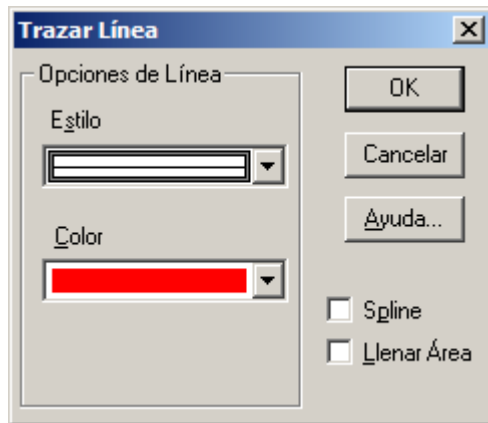 Trazar Línea
Opciones de Línea
Estilo
Color
OK
Cancelar
Ayuda...
Spline
Llenar Área